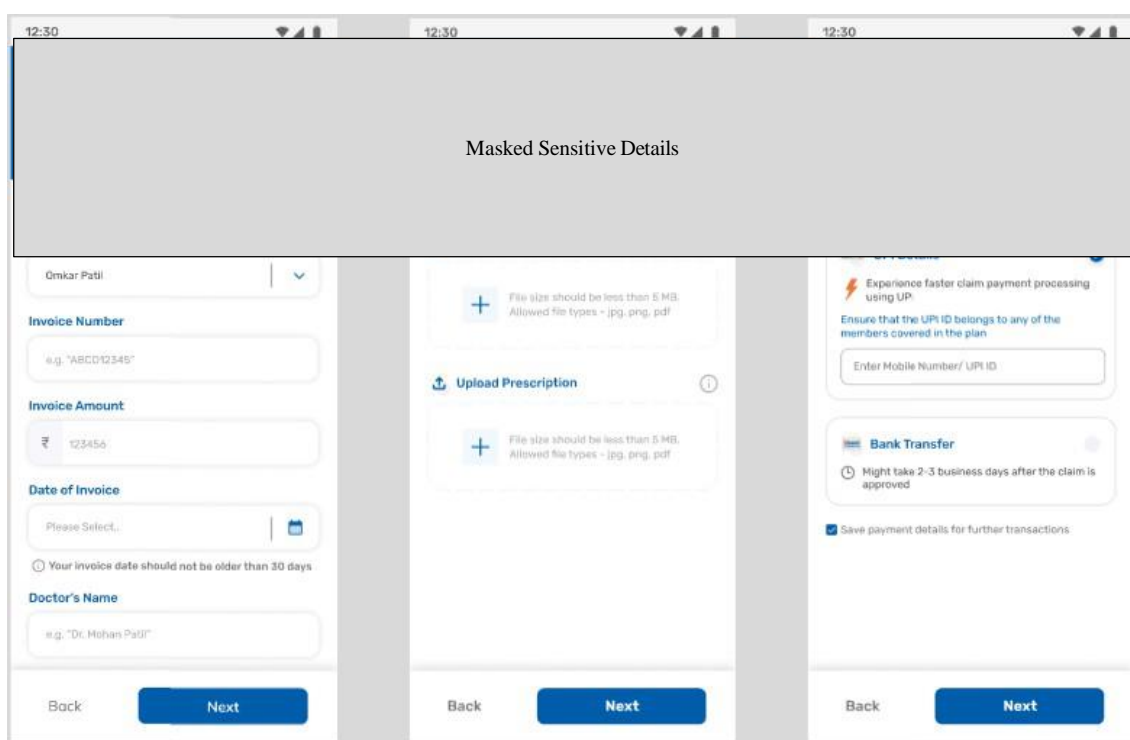 12:30
12:30
12:30
Masked Sensitive Details
Omkar Patil
Invoice Number
e.g. "ABCD12345"
Invoice Amount
₹ 123456
Date of Invoice
Please Select..
Your invoice date should not be older than 30 days
Doctor's Name
e.g. "Dr. Mohan Patil"
Back Next
File size should be less than 5 MB.
Allowed file types - jpg, png, pdf
Upload Prescription
File size should be less than 5 MB.
Allowed file types - jpg, png, pdf
Back Next
Experience faster claim payment processing
using UPI
Ensure that the UPI ID belongs to any of the
members covered in the plan
Enter Mobile Number/ UPI ID
Bank Transfer
Might take 2-3 business days after the claim is
approved
Save payment details for further transactions
Back Next